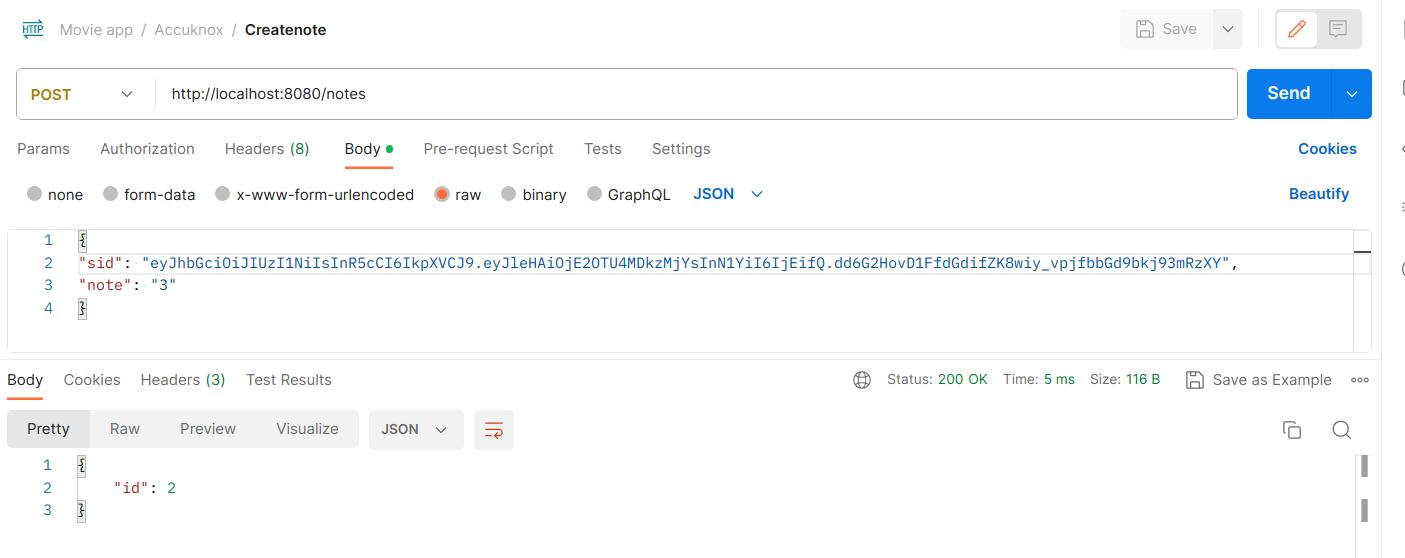 HTTP Movie app / Accuknox / Createnote Save
POST http://localhost:8080/notes Send
Params Authorization Headers (8) Body Pre-request Script Tests Settings Cookies
none form-data x-www-form-urlencoded raw binary GraphQL JSON Beautify
1 {
2 "sid": "eyJhbGciOiJIUzI1NiIsInR5cCI6IkpXVCJ9.eyJleHAiOjE2OTU4MDkzMjYsInN1YiI6IjEifQ.dd6G2HovD1FfdGdifZK8wiy_vpjfbbGd9bkj93mRzXY",
3 "note": "3"
4 }
Body Cookies Headers (3) Test Results Status: 200 OK Time: 5 ms Size: 116 B Save as Example
Pretty Raw Preview Visualize JSON
1 {
2 "id": 2
3 }